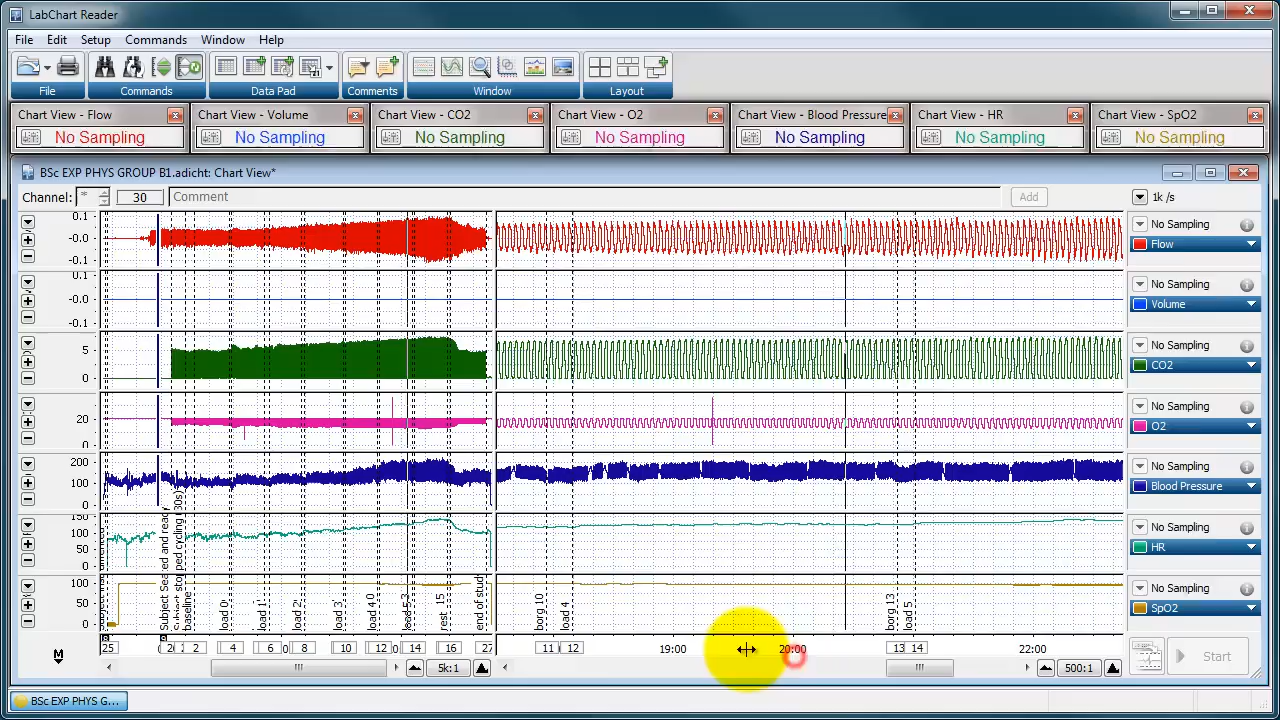 LabChart Reader
File Edit Setup Commands Window Help
File Commands Data Pad Comments Window Layout
Chart View - Flow Chart View - Volume Chart View - CO2 Chart View - O2 Chart View - Blood Pressure Chart View - HR Chart View - SpO2
No Sampling No Sampling No Sampling No Sampling No Sampling No Sampling No Sampling
BSc EXP PHYS GROUP B1.adicht: Chart View*
Channel: * 30 Comment Add 1k /s
0.1
-0.0
-0.1
No Sampling
Flow
0.1
-0.0
-0.1
No Sampling
Volume
5
0
No Sampling
CO2
20
0
No Sampling
O2
200
100
0
No Sampling
Blood Pressure
150
100
50
0
No Sampling
HR
100
50
0
No Sampling
SpO2
Subject Seated and ready
baseline
load 0
load 1
load 2
load 3
load 4.0
rest 15
end of stud
borg 10
load 4
borg 13
load 5
25 2 4 6 8 10 12 14 16 27 11 12 19:00 20:00 13 14 22:00
M 5k:1 500:1 Start
BSc EXP PHYS G...